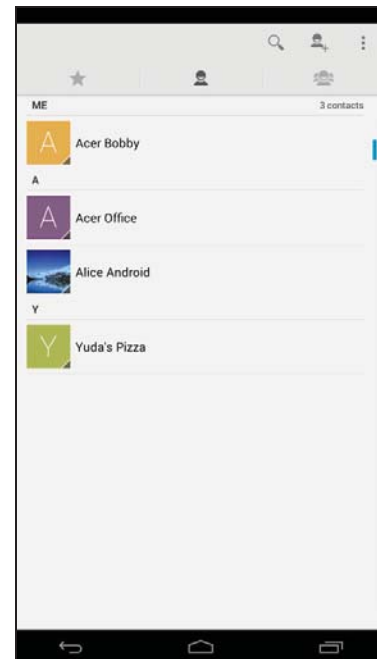 ME 3 contacts
A Acer Bobby
A
A Acer Office
Alice Android
Y
Y Yuda's Pizza